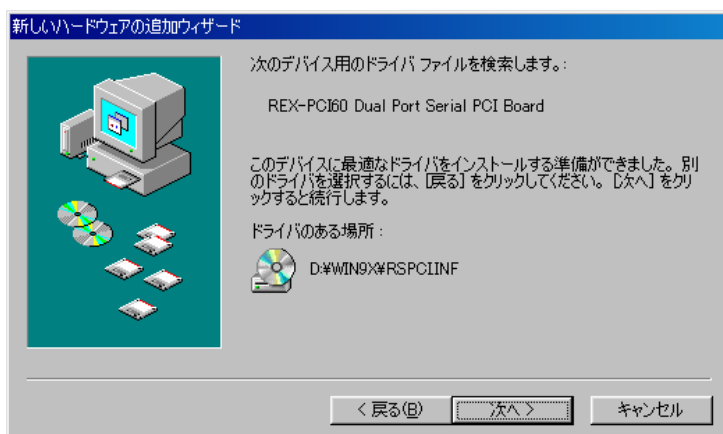 新しいハードウェアの追加ウィザード
次のデバイス用のドライバ ファイルを検索します。:
REX-PCI60 Dual Port Serial PCI Board
このデバイスに最適なドライバをインストールする準備ができました。別
のドライバを選択するには、[戻る] をクリックしてください。[次へ] をクリ
ックすると続行します。
ドライバのある場所 :
D:¥WIN9X¥RSPCI.INF
< 戻る(B)
次へ >
キャンセル